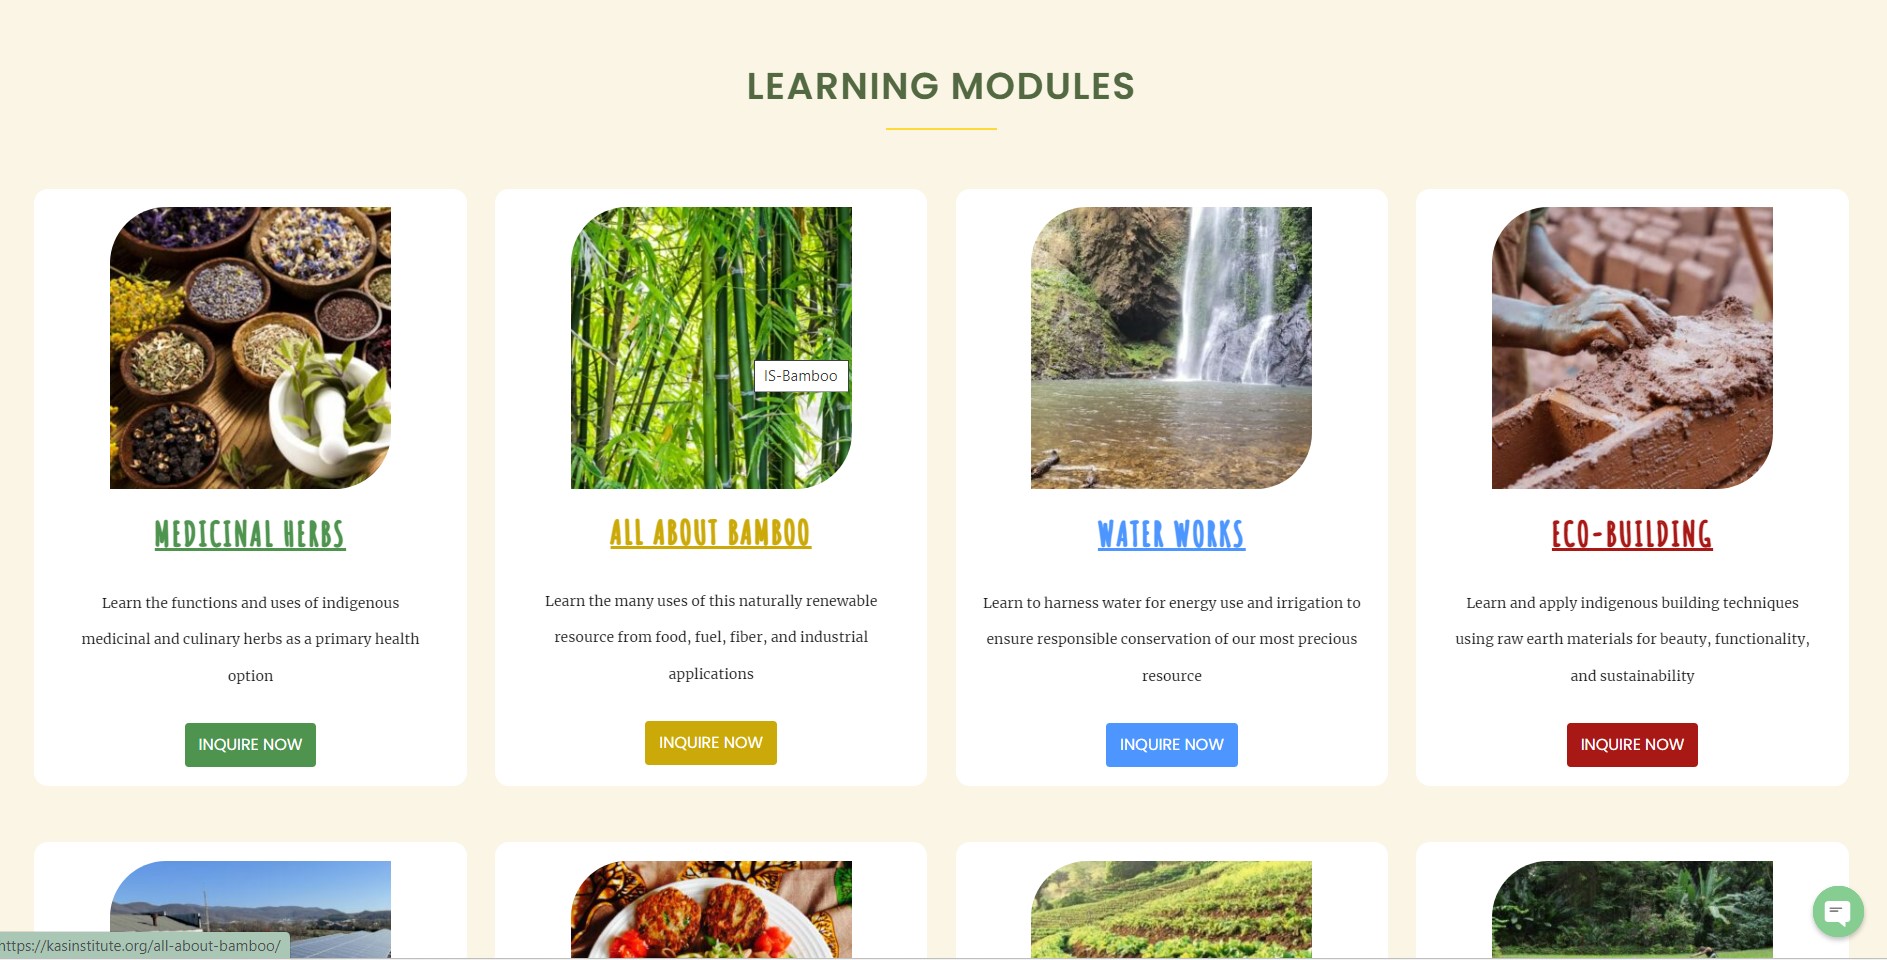 LEARNING MODULES
IS-Bamboo
MEDICINAL HERBS
Learn the functions and uses of indigenous
medicinal and culinary herbs as a primary health
option
INQUIRE NOW
ALL ABOUT BAMBOO
Learn the many uses of this naturally renewable
resource from food, fuel, fiber, and industrial
applications
INQUIRE NOW
WATER WORKS
Learn to harness water for energy use and irrigation to
ensure responsible conservation of our most precious
resource
INQUIRE NOW
ECO-BUILDING
Learn and apply indigenous building techniques
using raw earth materials for beauty, functionality,
and sustainability
INQUIRE NOW
https://kasinstitute.org/all-about-bamboo/